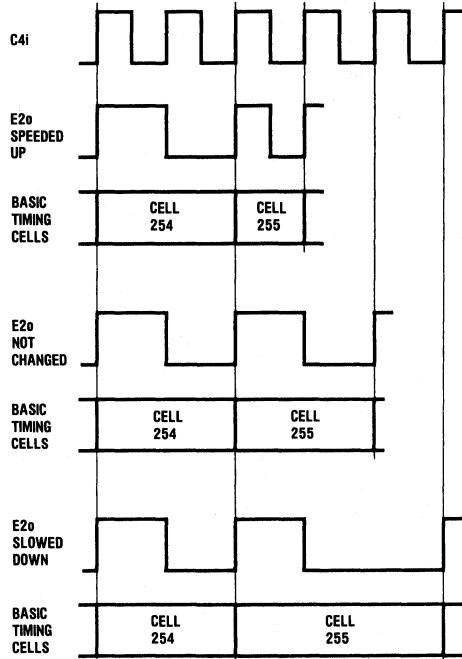 C4i
E2o
SPEEDED
UP
BASIC
TIMING
CELLS
CELL
254
CELL
255
E2o
NOT
CHANGED
BASIC
TIMING
CELLS
CELL
254
CELL
255
E2o
SLOWED
DOWN
BASIC
TIMING
CELLS
CELL
254
CELL
255